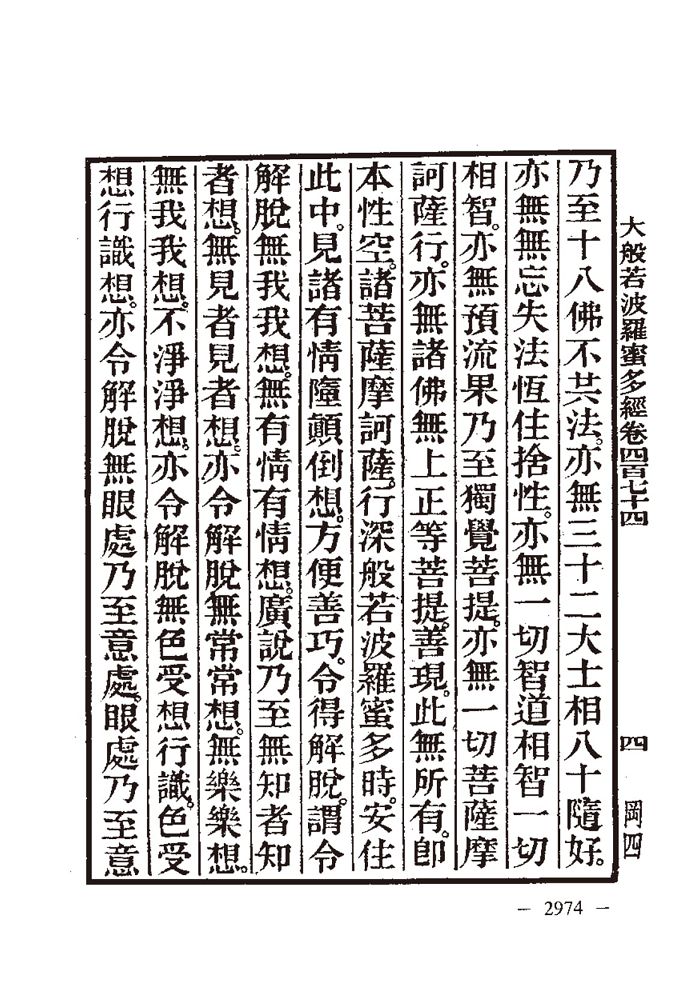 大般若波羅蜜多經卷四百七十四
四
岡四
乃至十八佛不共法。亦無三十二大士相八十隨好。
亦無無忘失法恆住捨性。亦無一切智道相智一切
相智。亦無預流果乃至獨覺菩提。亦無一切菩薩摩
訶薩行。亦無諸佛無上正等菩提。善現。此無所有。卽
本性空。諸菩薩摩訶薩。行深般若波羅蜜多時。安住
此中。見諸有情墮顚倒想。方便善巧。令得解脫。謂令
解脫無我我想。無有情有情想。廣說乃至無知者知
者想。無見者見者想。亦令解脫無常常想。無樂樂想。
無我我想。不淨淨想。亦令解脫無色受想行識。色受
想行識想。亦令解脫無眼處乃至意處。眼處乃至意
— 2974 —